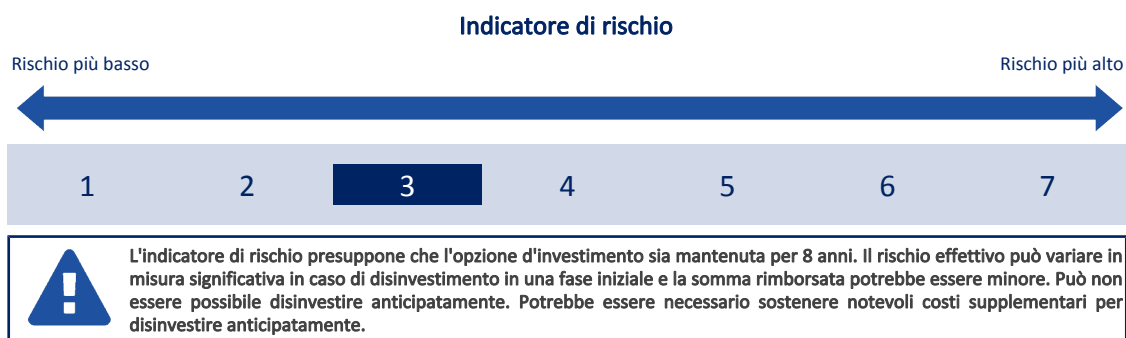 Indicatore di rischio
Rischio più basso Rischio più alto
1 2 3 4 5 6 7
L'indicatore di rischio presuppone che l'opzione d'investimento sia mantenuta per 8 anni. Il rischio effettivo può variare in
misura significativa in caso di disinvestimento in una fase iniziale e la somma rimborsata potrebbe essere minore. Può non
essere possibile disinvestire anticipatamente. Potrebbe essere necessario sostenere notevoli costi supplementari per
disinvestire anticipatamente.